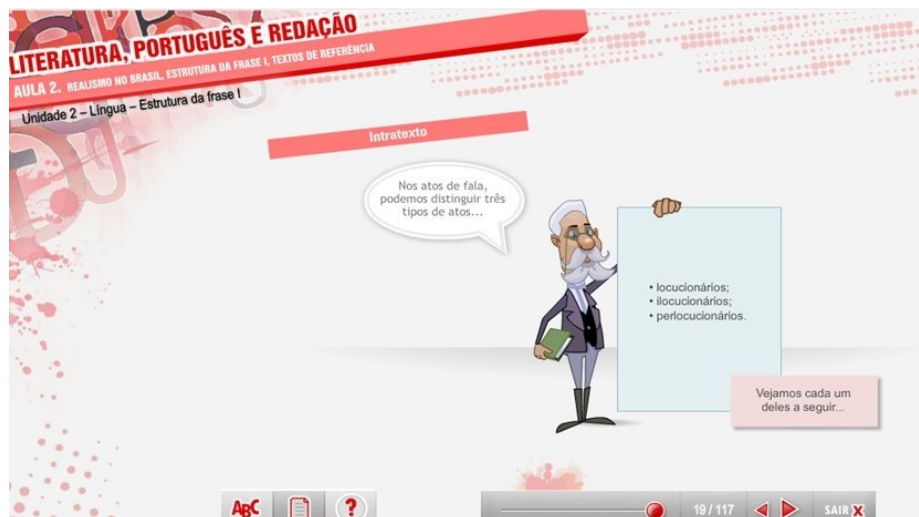 LITERATURA, PORTUGUÊS E REDAÇÃO
AULA 2. REALISMO NO BRASIL, ESTRUTURA DA FRASE I, TEXTOS DE REFERÊNCIA
Unidade 2 – Língua – Estrutura da frase I
Intratexto
Nos atos de fala,
podemos distinguir três
tipos de atos...
• locucionários;
• ilocucionários;
• perlocucionários.
Vejamos cada um
deles a seguir...
ABC
?
19 / 117
SAIR X